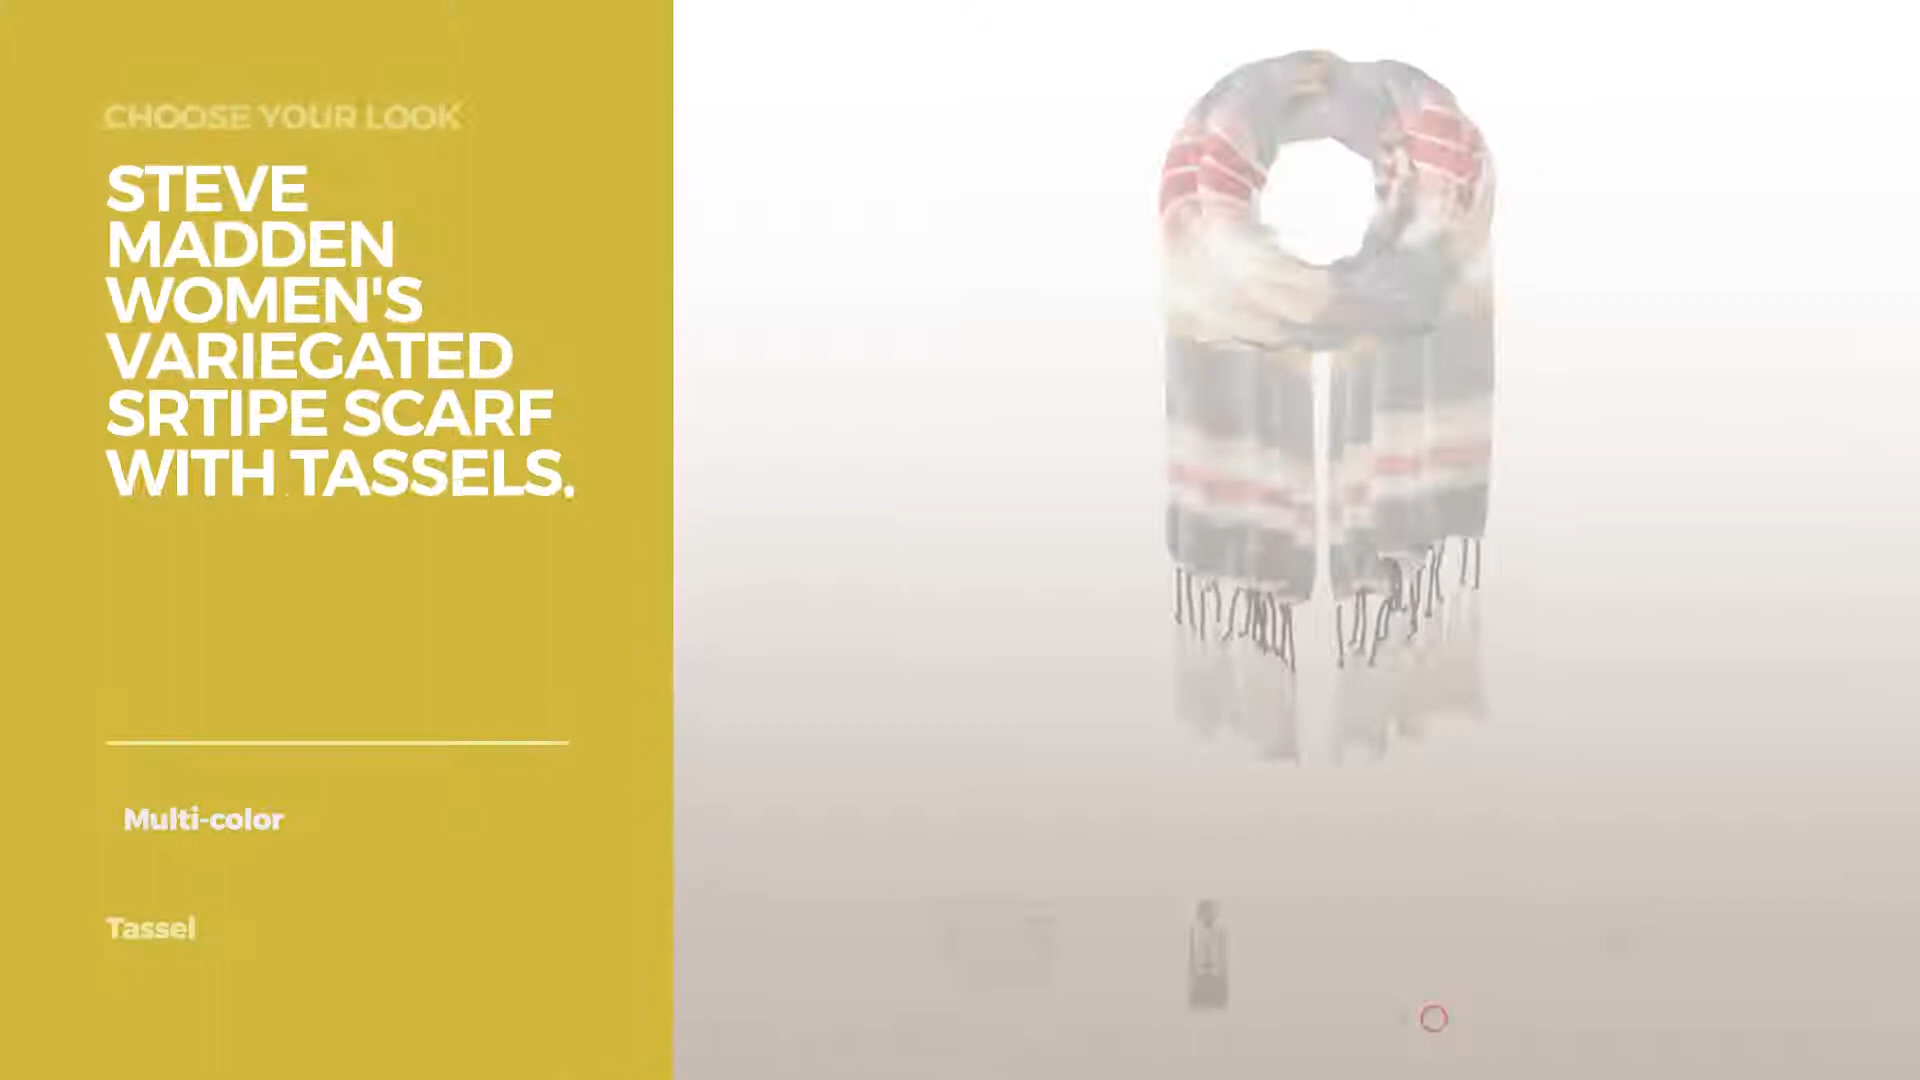 CHOOSE YOUR LOOK
STEVE
MADDEN
WOMEN'S
VARIEGATED
SRTIPE SCARF
WITH TASSELS.
Multi-color
Tassel